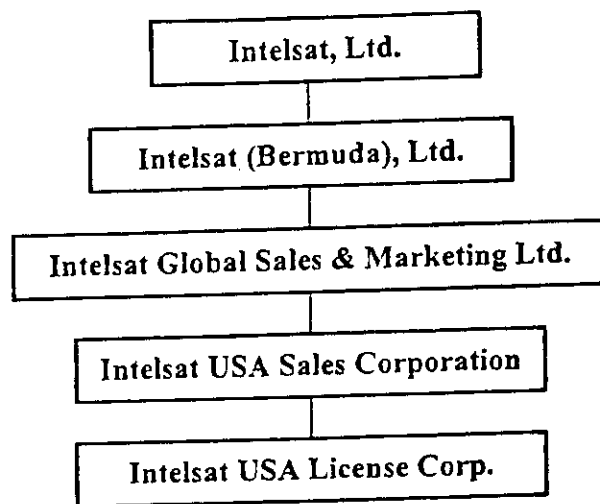 Intelsat, Ltd.
Intelsat (Bermuda), Ltd.
Intelsat Global Sales & Marketing Ltd.
Intelsat USA Sales Corporation
Intelsat USA License Corp.